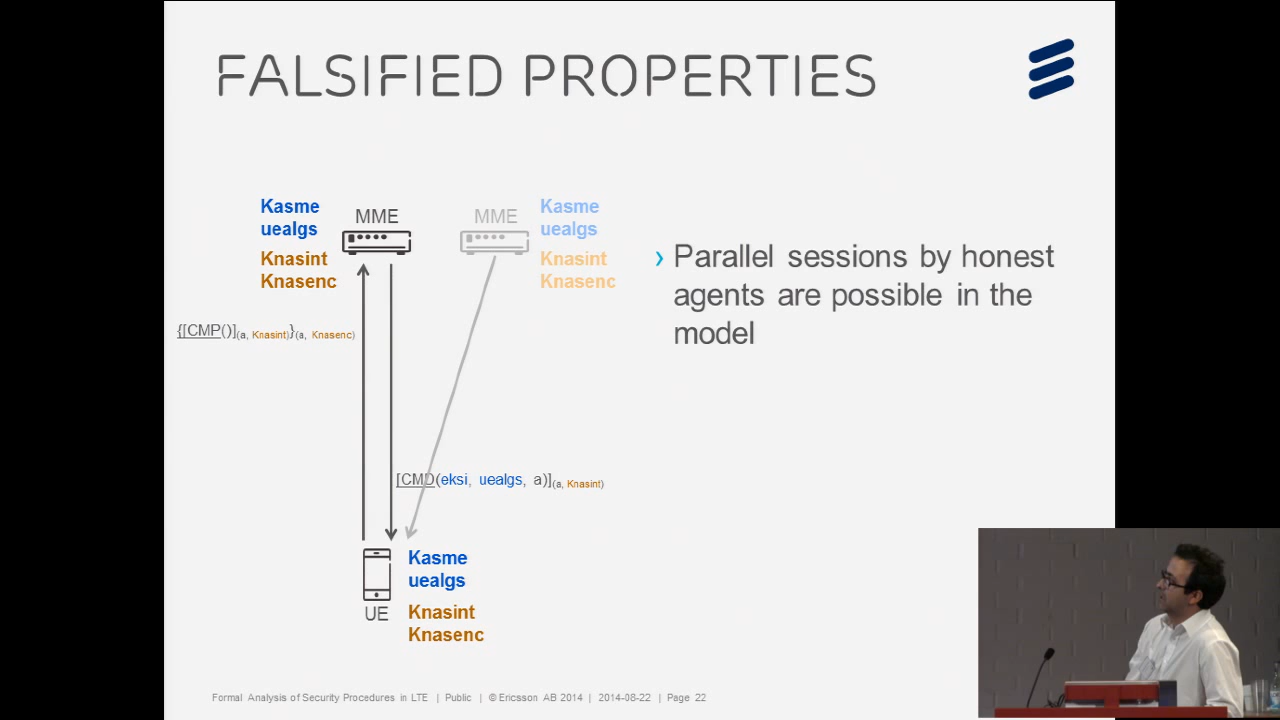 FALSIFIED PROPERTIES
Kasme
uealgs
Knasint
Knasenc
MME
MME
Kasme
uealgs
Knasint
Knasenc
› Parallel sessions by honest
agents are possible in the
model
{[CMP()](a, Knasint)}(a, Knasenc)
[CMD(eksi, uealgs, a)](a, Knasint)
Kasme
uealgs
UE
Knasint
Knasenc
Formal Analysis of Security Procedures in LTE | Public | © Ericsson AB 2014 | 2014-08-22 | Page 22